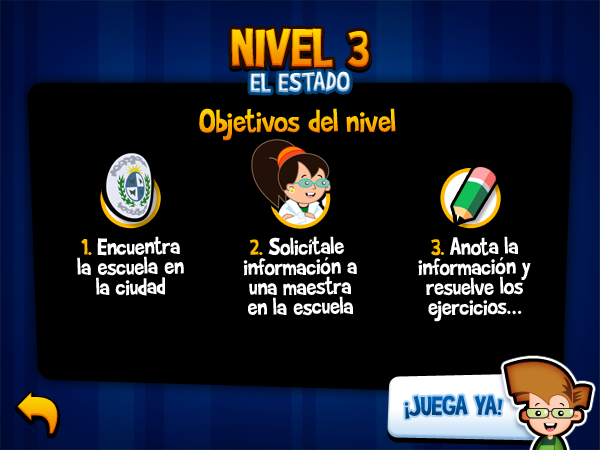 NIVEL 3
EL ESTADO
Objetivos del nivel
1. Encuentra
la escuela en
la ciudad
2. Solicítale
información a
una maestra
en la escuela
3. Anota la
información y
resuelve los
ejercicios...
¡JUEGA YA!